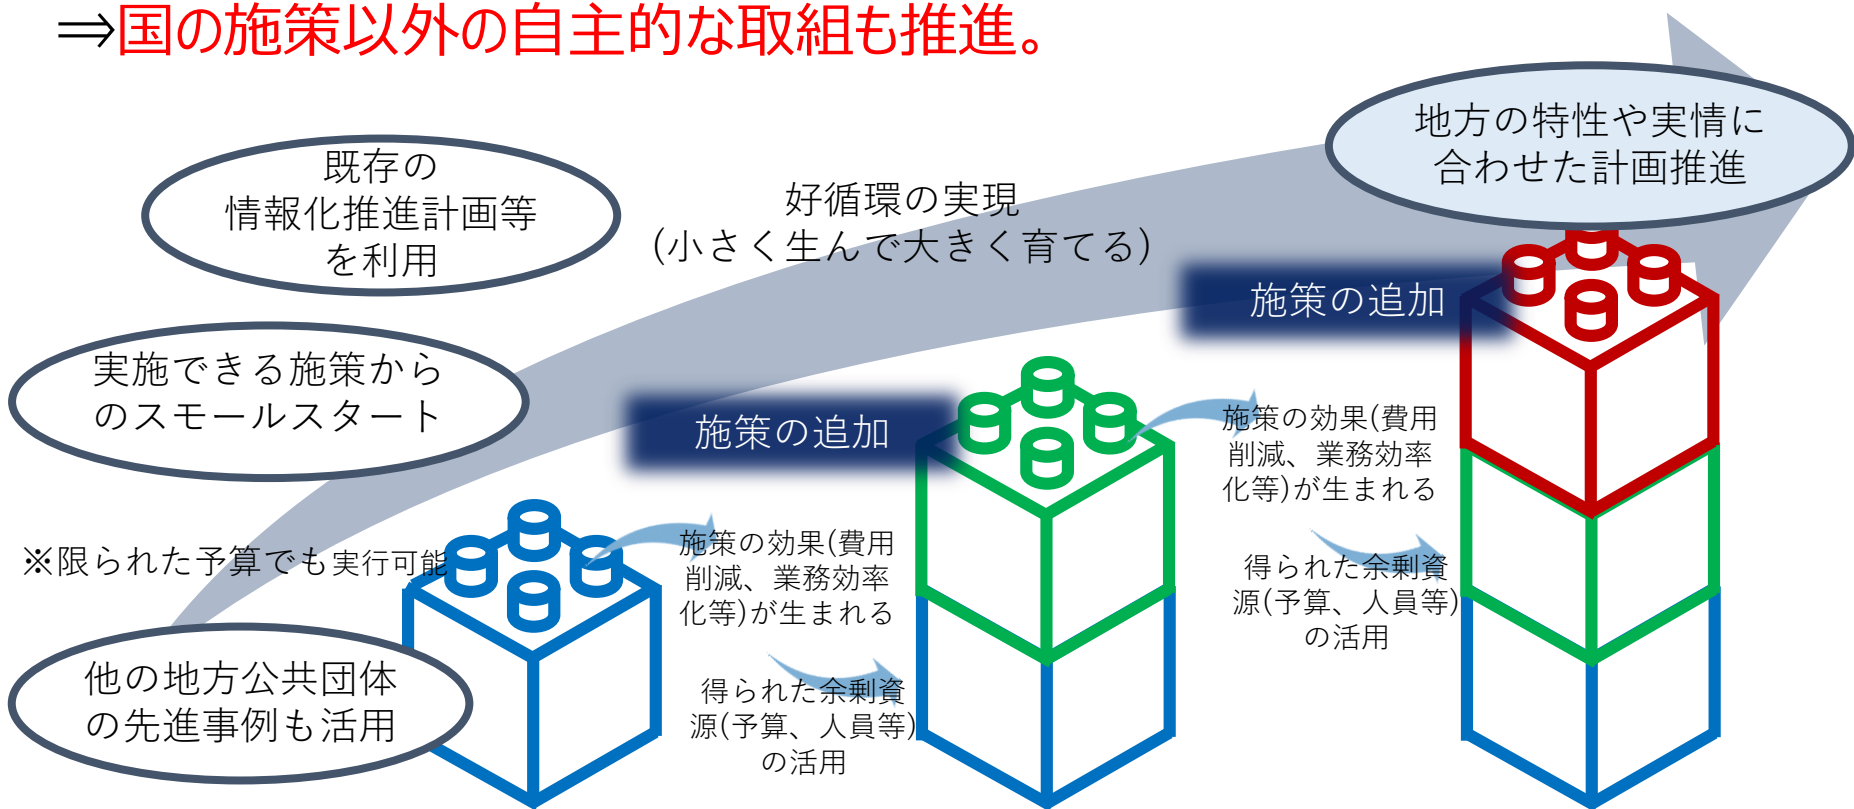 ⇒国の施策以外の自主的な取組も推進。
地方の特性や実情に
合わせた計画推進
既存の
情報化推進計画等
を利用
好循環の実現
(小さく生んで大きく育てる)
施策の追加
実施できる施策から
のスモールスタート
施策の追加
施策の効果(費用
削減、業務効率
化等)が生まれる
※限られた予算でも実行可能
施策の効果(費用
削減、業務効率
化等)が生まれる
得られた余剰資
源(予算、人員等)
の活用
他の地方公共団体
の先進事例も活用
得られた余剰資
源(予算、人員等)
の活用